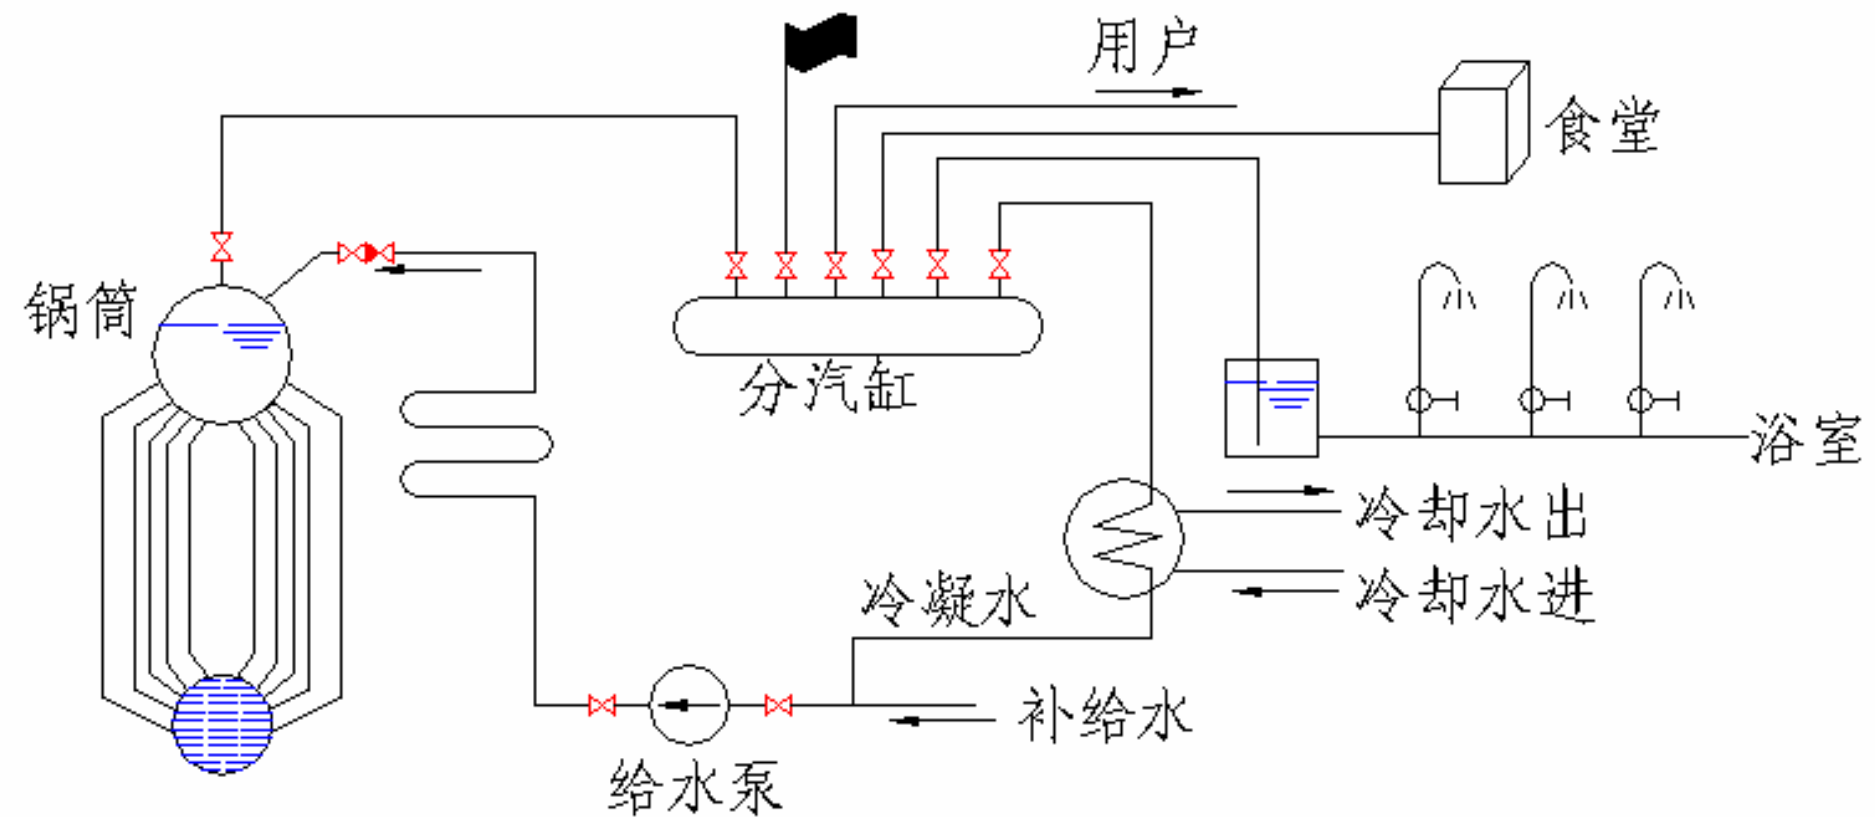 用户
食堂
锅筒
分汽缸
浴室
冷却水出
冷凝水
冷却水进
补给水
给水泵